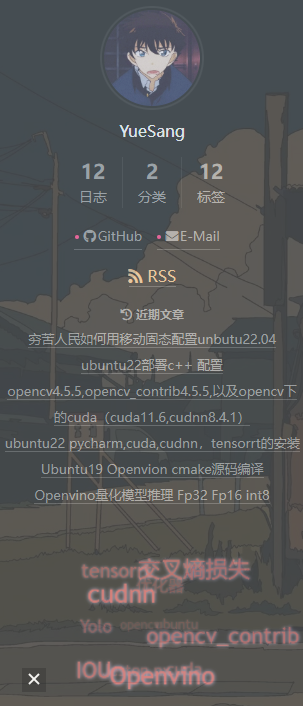 YueSang
12 2 12
日志 分类 标签
GitHub E-Mail
RSS
近期文章
穷苦人民如何用移动固态配置unbutu22.04
ubuntu22部署c++ 配置
opencv4.5.5,opencv_contrib4.5.5,以及opencv下
的cuda（cuda11.6,cudnn8.4.1）
ubuntu22 pycharm,cuda,cudnn，tensorrt的安装
Ubuntu19 Openvion cmake源码编译
Openvino量化模型推理 Fp32 Fp16 int8
交叉熵损失
cudnn
Yolo
opencv_contrib
IOU
Openvino